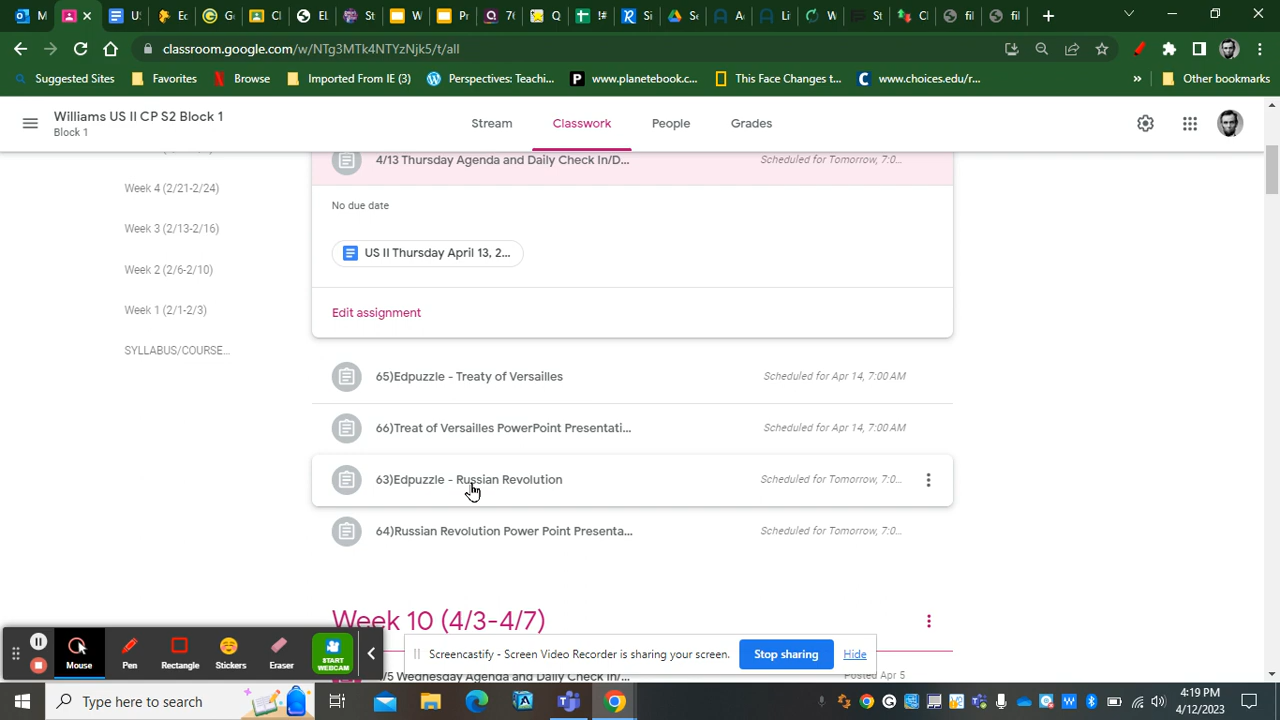 classroom.google.com/w/NTg3MTk4NTYzNjk5/t/all
Suggested Sites
Favorites
Browse
Imported From IE (3)
Perspectives: Teachi...
www.planetebook.c...
This Face Changes t...
www.choices.edu/r...
»
Other bookmarks
Williams US II CP S2 Block 1
Block 1
Stream
Classwork
People
Grades
Week 4 (2/21-2/24)
Week 3 (2/13-2/16)
Week 2 (2/6-2/10)
Week 1 (2/1-2/3)
SYLLABUS/COURSE...
4/13 Thursday Agenda and Daily Check In/D...
Scheduled for Tomorrow, 7:0...
No due date
US II Thursday April 13, 2...
Edit assignment
65)Edpuzzle - Treaty of Versailles
Scheduled for Apr 14, 7:00 AM
66)Treat of Versailles PowerPoint Presentati...
Scheduled for Apr 14, 7:00 AM
63)Edpuzzle - Russian Revolution
Scheduled for Tomorrow, 7:0...
64)Russian Revolution Power Point Presenta...
Scheduled for Tomorrow, 7:0...
Week 10 (4/3-4/7)
/5 Wednesday Agenda and Daily Check In/...
Posted Apr 5
Mouse
Pen
Rectangle
Stickers
Eraser
START
WEBCAM
Screencastify - Screen Video Recorder is sharing your screen.
Stop sharing
Hide
Type here to search
4:19 PM
4/12/2023